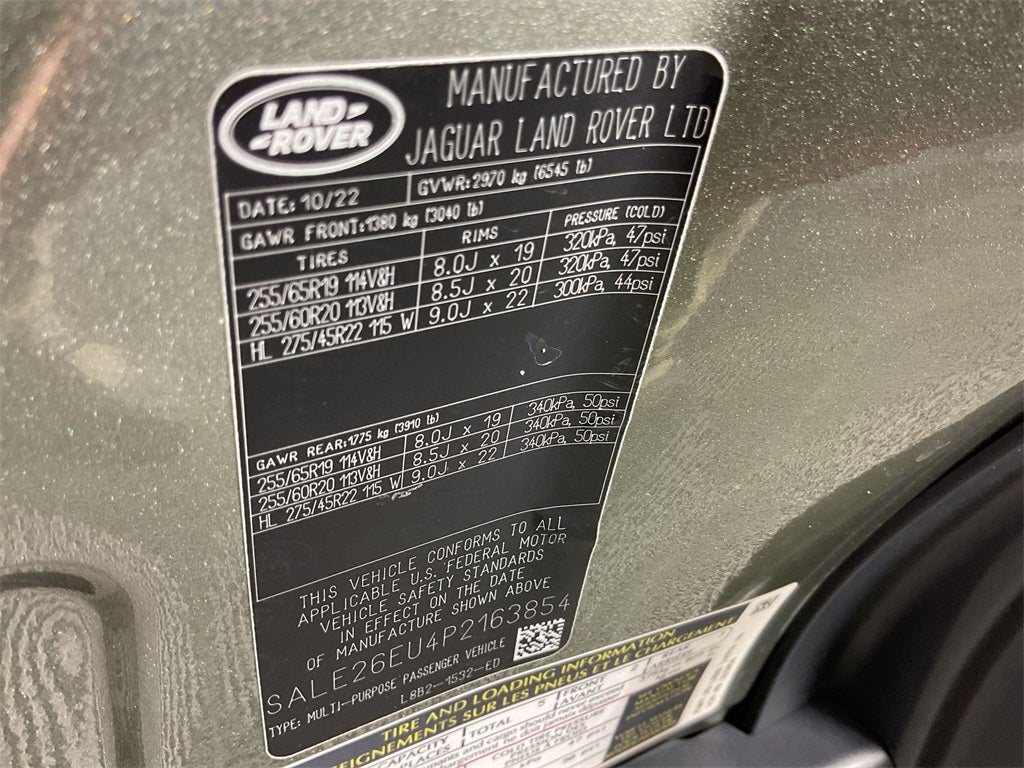 LAND
ROVER
MANUFACTURED BY
JAGUAR LAND ROVER LTD
DATE: 10/22
GVWR: 2970 kg (6545 lb)
GAWR FRONT: 1380 kg (3040 lb)
TIRES RIMS PRESSURE (COLD)
255/65R19 114V&H 8.0J x 19 320kPa, 47psi
255/60R20 113V&H 8.5J x 20 320kPa, 47psi
HL 275/45R22 115 W 9.0J x 22 300kPa, 44psi
GAWR REAR: 1775 kg (3910 lb)
255/65R19 114V&H 8.0J x 19 340kPa, 50psi
255/60R20 113V&H 8.5J x 20 340kPa, 50psi
HL 275/45R22 115 W 9.0J x 22 340kPa, 50psi
THIS VEHICLE CONFORMS TO ALL
APPLICABLE U.S. FEDERAL MOTOR
VEHICLE SAFETY STANDARDS
IN EFFECT ON THE DATE
OF MANUFACTURE SHOWN ABOVE
SALE26EU4P2163854
TYPE: MULTI-PURPOSE PASSENGER VEHICLE
L8B2-1532-ED
TIRE AND LOADING INFORMATION
SUR LES PNEUS ET LE CHARGEMENT
TOTAL
FRONT
AVANT